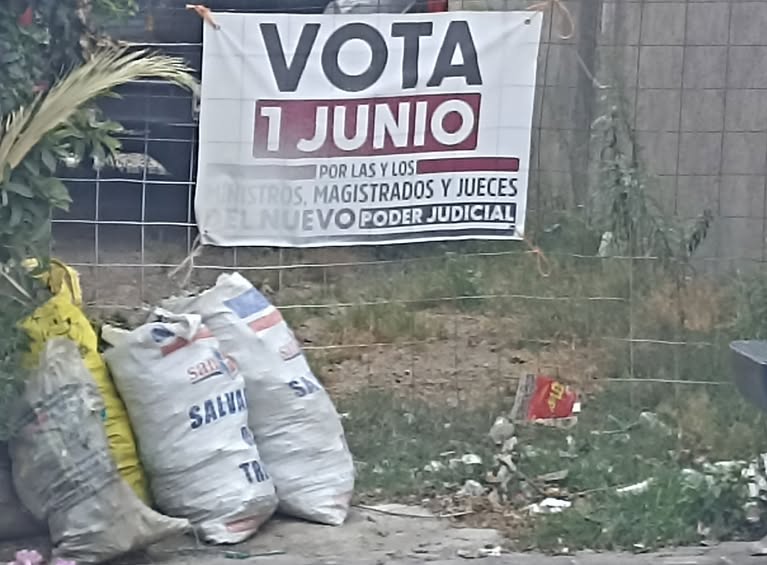 VOTA
1 JUNIO
POR LAS Y LOS
MINISTROS, MAGISTRADOS Y JUECES
DEL NUEVO PODER JUDICIAL
SALVA